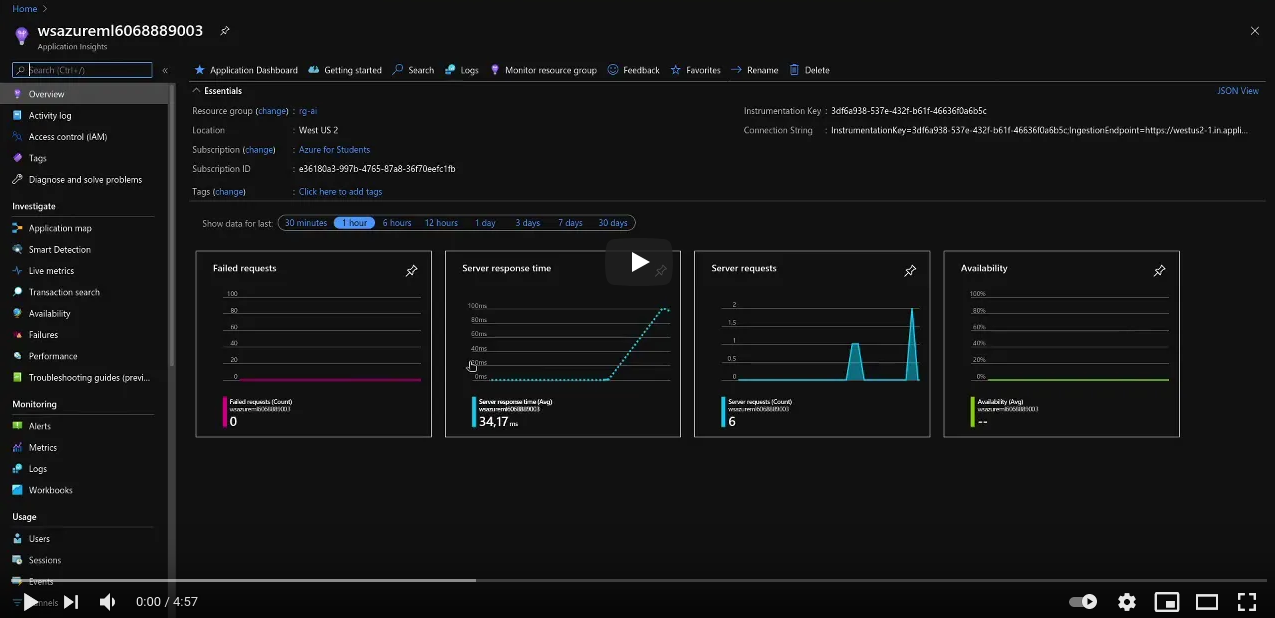 Home >
wsazureml6068889003
Application Insights
Search (Ctrl+/)
«
Overview
Activity log
Access control (IAM)
Tags
Diagnose and solve problems
Investigate
Application map
Smart Detection
Live metrics
Transaction search
Availability
Failures
Performance
Troubleshooting guides (previ...
Monitoring
Alerts
Metrics
Logs
Workbooks
Usage
Users
Sessions
Events
Application Dashboard Getting started Search Logs Monitor resource group Feedback Favorites Rename Delete
Essentials JSON View
Resource group (change) : rg-ai
Location : West US 2
Subscription (change) : Azure for Students
Subscription ID : e36180a3-997b-4765-87a8-36f70eefc1fb
Tags (change) : Click here to add tags
Instrumentation Key : 3df6a938-537e-432f-b61f-46636f0a6b5c
Connection String : InstrumentationKey=3df6a938-537e-432f-b61f-46636f0a6b5c;IngestionEndpoint=https://westus2-1.in.appli...
Show data for last: 30 minutes 1 hour 6 hours 12 hours 1 day 3 days 7 days 30 days
Failed requests
100
80
60
40
20
0
Failed requests (Count)
wsazureml6068889003
0
Server response time
100ms
80ms
60ms
40ms
20ms
0ms
Server response time (Avg)
wsazureml6068889003
34,17 ms
Server requests
2
1.5
1
0.5
0
Server requests (Count)
wsazureml6068889003
6
Availability
100%
80%
60%
40%
20%
0%
Availability (Avg)
wsazureml6068889003
--
0:00 / 4:57